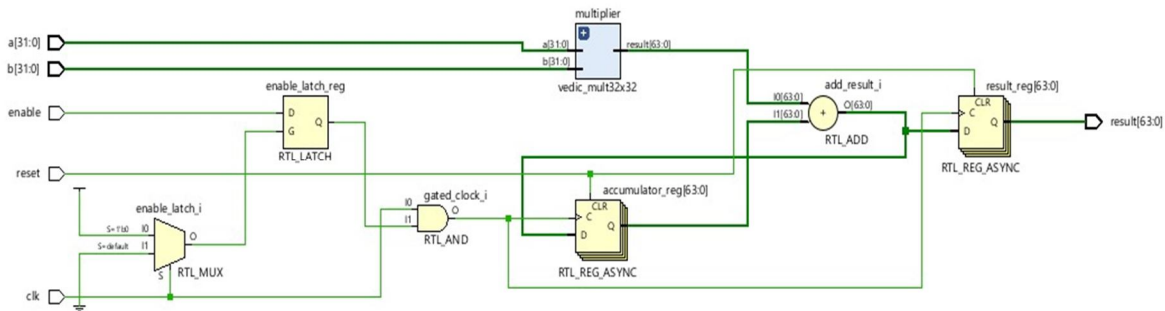 multiplier
a[31:0]
a[31:0]
result[63:0]
b[31:0]
b[31:0]
vedic_mult32x32
enable_latch_reg
add_result_i
result_reg[63:0]
enable
D
Q
G
RTL_LATCH
I0[63:0]
I1[63:0]
+
O[63:0]
RTL_ADD
CLR
C
D
Q
result[63:0]
RTL_REG_ASYNC
reset
enable_latch_i
gated_clock_i
accumulator_reg[63:0]
I0
I1
O
RTL_AND
CLR
C
D
Q
RTL_REG_ASYNC
S=1'b0
I0
S=default
I1
O
S
RTL_MUX
clk